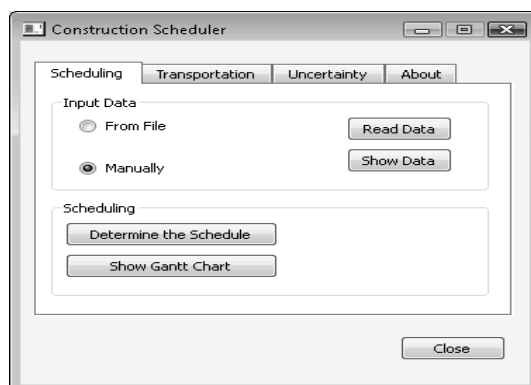 Construction Scheduler
Scheduling Transportation Uncertainty About
Input Data
From File
Read Data
Manually
Show Data
Scheduling
Determine the Schedule
Show Gantt Chart
Close